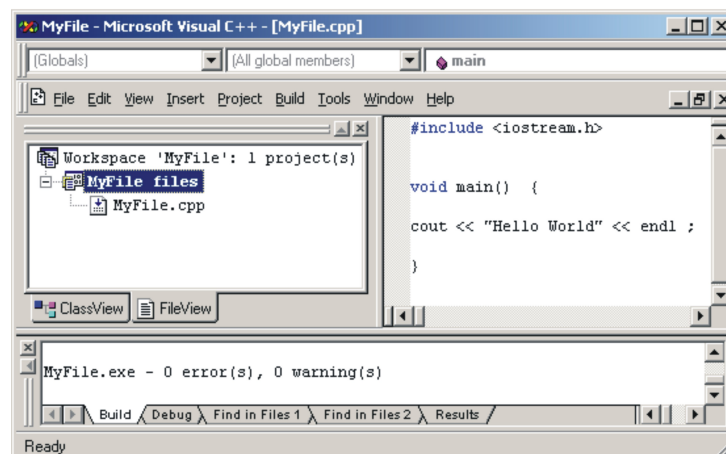 MyFile - Microsoft Visual C++ - [MyFile.cpp]
(Globals) (All global members) main
File Edit View Insert Project Build Tools Window Help
Workspace 'MyFile': 1 project(s)
MyFile files
MyFile.cpp
ClassView FileView
#include <iostream.h>
void main() {
cout << "Hello World" << endl ;
}
MyFile.exe - 0 error(s), 0 warning(s)
Build Debug Find in Files 1 Find in Files 2 Results
Ready